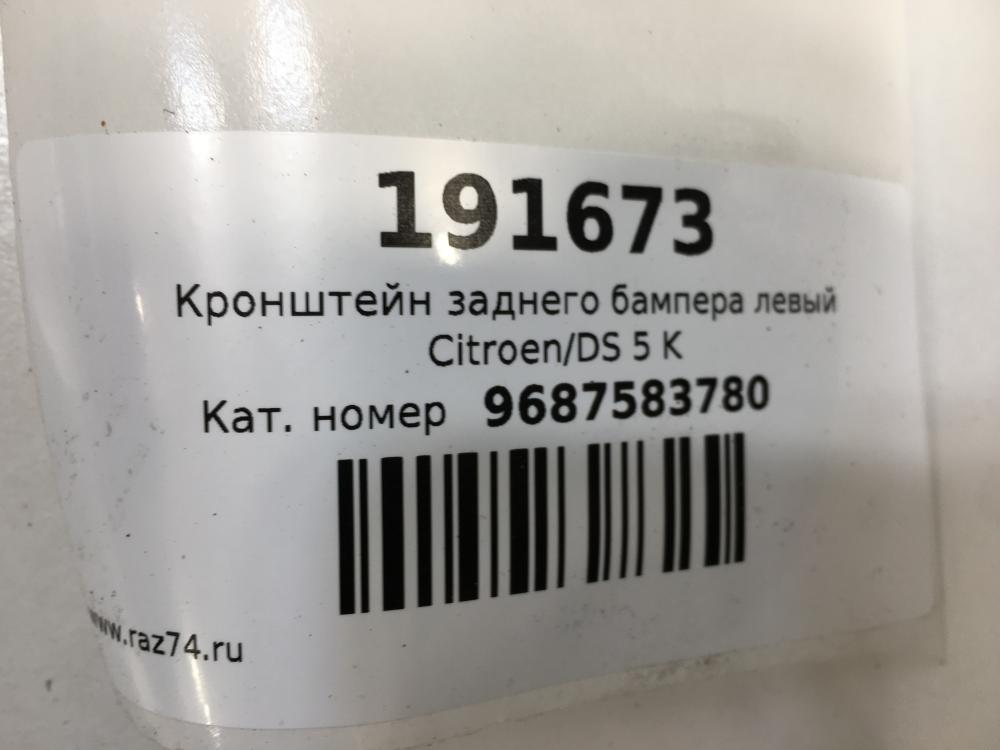 191673
Кронштейн заднего бампера левый
Citroen/DS 5 K
Кат. номер 9687583780
www.raz74.ru